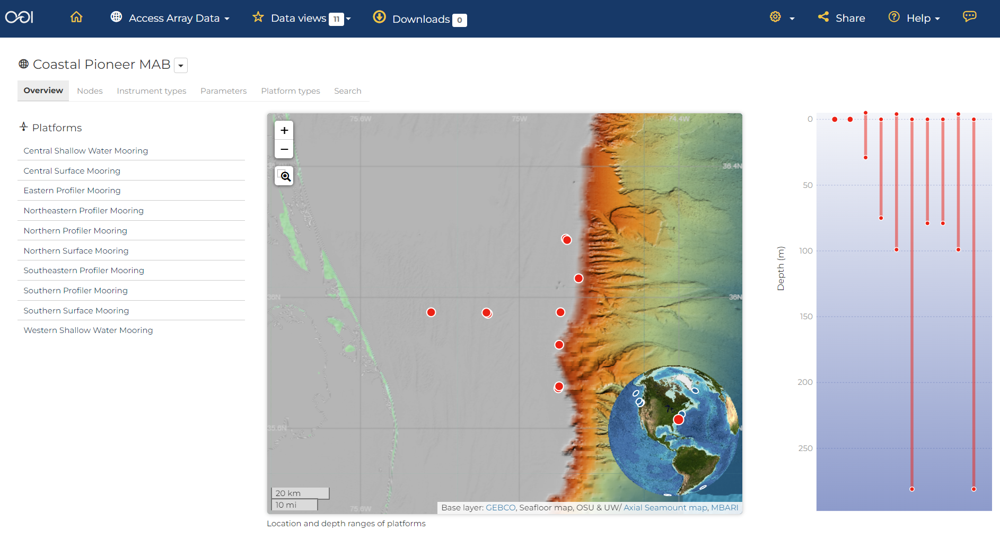 Access Array Data
Data views 11
Downloads 0
Share
Help
Coastal Pioneer MAB
Overview
Nodes
Instrument types
Parameters
Platform types
Search
Platforms
Central Shallow Water Mooring
Central Surface Mooring
Eastern Profiler Mooring
Northeastern Profiler Mooring
Northern Profiler Mooring
Northern Surface Mooring
Southeastern Profiler Mooring
Southern Profiler Mooring
Southern Surface Mooring
Western Shallow Water Mooring
+
−
75.6W
75W
74.4W
36.4N
36N
36N
35.6N
75.6W
20 km
10 mi
Base layer: GEBCO, Seafloor map, OSU & UW/ Axial Seamount map, MBARI
Location and depth ranges of platforms
Depth (m)
0
50
100
150
200
250